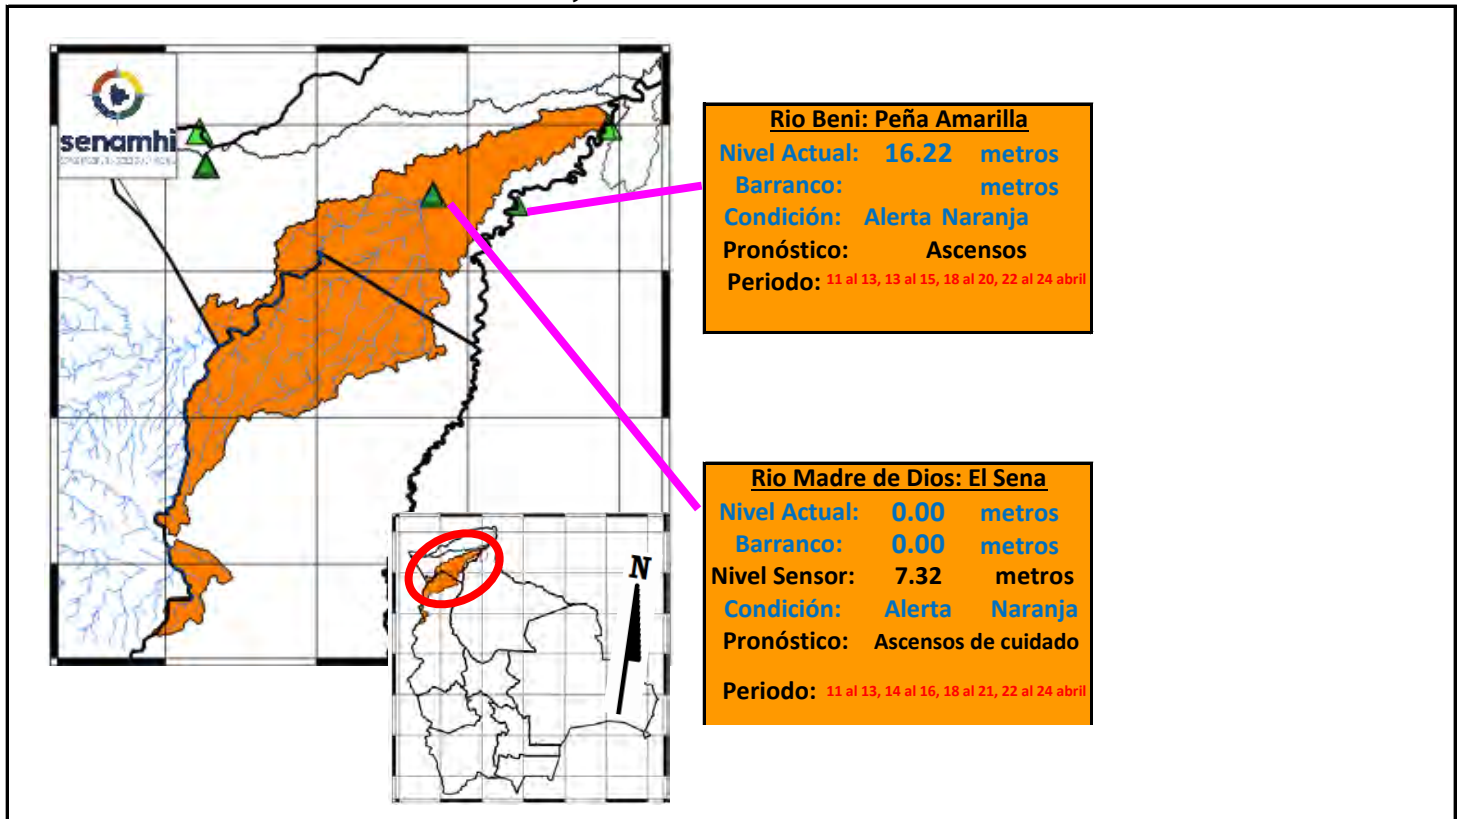 senamhi
Rio Beni: Peña Amarilla
Nivel Actual: 16.22 metros
Barranco: metros
Condición: Alerta Naranja
Pronóstico: Ascensos
Periodo: 11 al 13, 13 al 15, 18 al 20, 22 al 24 abril
Rio Madre de Dios: El Sena
Nivel Actual: 0.00 metros
Barranco: 0.00 metros
Nivel Sensor: 7.32 metros
Condición: Alerta Naranja
Pronóstico: Ascensos de cuidado
Periodo: 11 al 13, 14 al 16, 18 al 21, 22 al 24 abril
N